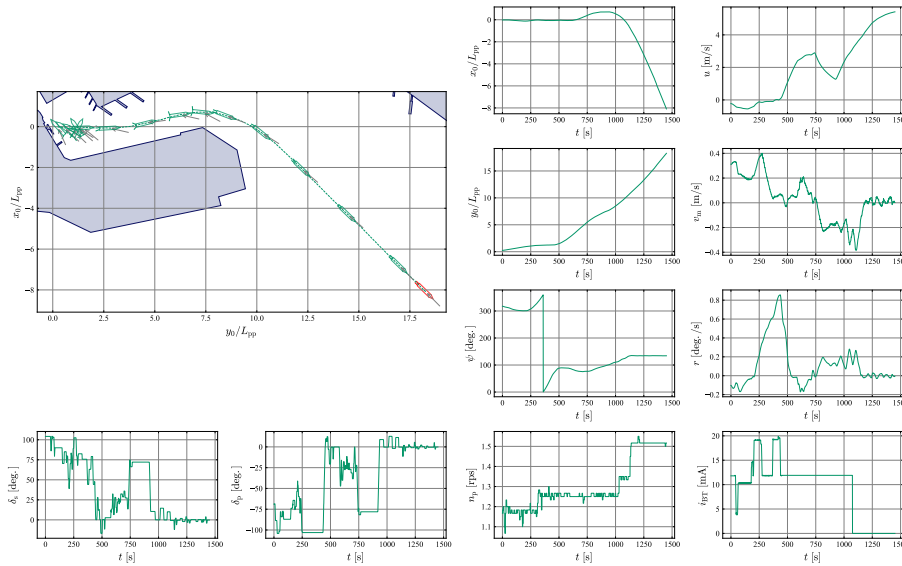 0
−2
−4
−6
−8
x₀/Lₚₚ
0.0 2.5 5.0 7.5 10.0 12.5 15.0 17.5
y₀/Lₚₚ
0
−2
−4
−6
−8
x₀/Lₚₚ
0 250 500 750 1000 1250 1500
t [s]
4
2
0
u [m/s]
0 250 500 750 1000 1250 1500
t [s]
15
10
5
0
y₀/Lₚₚ
0 250 500 750 1000 1250 1500
t [s]
0.4
0.2
0.0
−0.2
−0.4
vₘ [m/s]
0 250 500 750 1000 1250 1500
t [s]
300
200
100
0
ψ [deg.]
0 250 500 750 1000 1250 1500
t [s]
0.8
0.6
0.4
0.2
0.0
−0.2
r [deg./s]
0 250 500 750 1000 1250 1500
t [s]
100
75
50
25
0
δₛ [deg.]
0 250 500 750 1000 1250 1500
t [s]
0
−25
−50
−75
−100
δₚ [deg.]
0 250 500 750 1000 1250 1500
t [s]
1.5
1.4
1.3
1.2
1.1
nₚ [rps]
0 250 500 750 1000 1250 1500
t [s]
20
15
10
5
0
i_BT [mA]
0 250 500 750 1000 1250 1500
t [s]